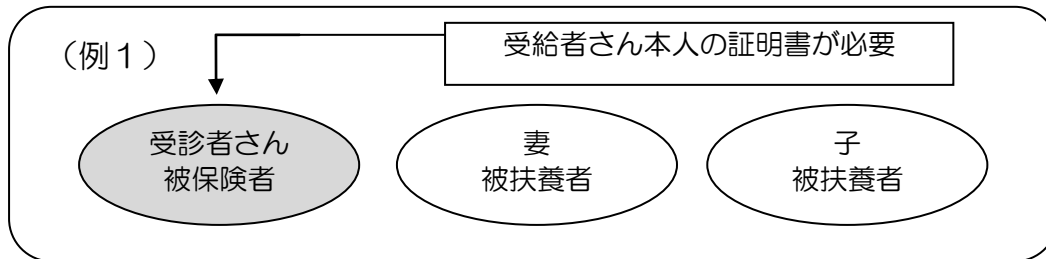 （例１）
受給者さん本人の証明書が必要
受診者さん
被保険者
妻
被扶養者
子
被扶養者